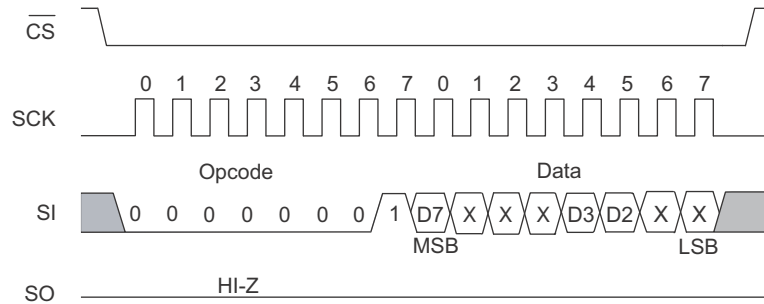 CS
0 1 2 3 4 5 6 7 0 1 2 3 4 5 6 7
SCK
Opcode Data
SI 0 0 0 0 0 0 0 1 D7 X X X D3 D2 X X
MSB LSB
HI-Z
SO